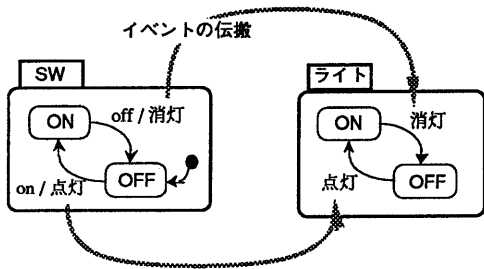 イベントの伝搬
SW
ON
off / 消灯
OFF
on / 点灯
ライト
ON
消灯
点灯
OFF